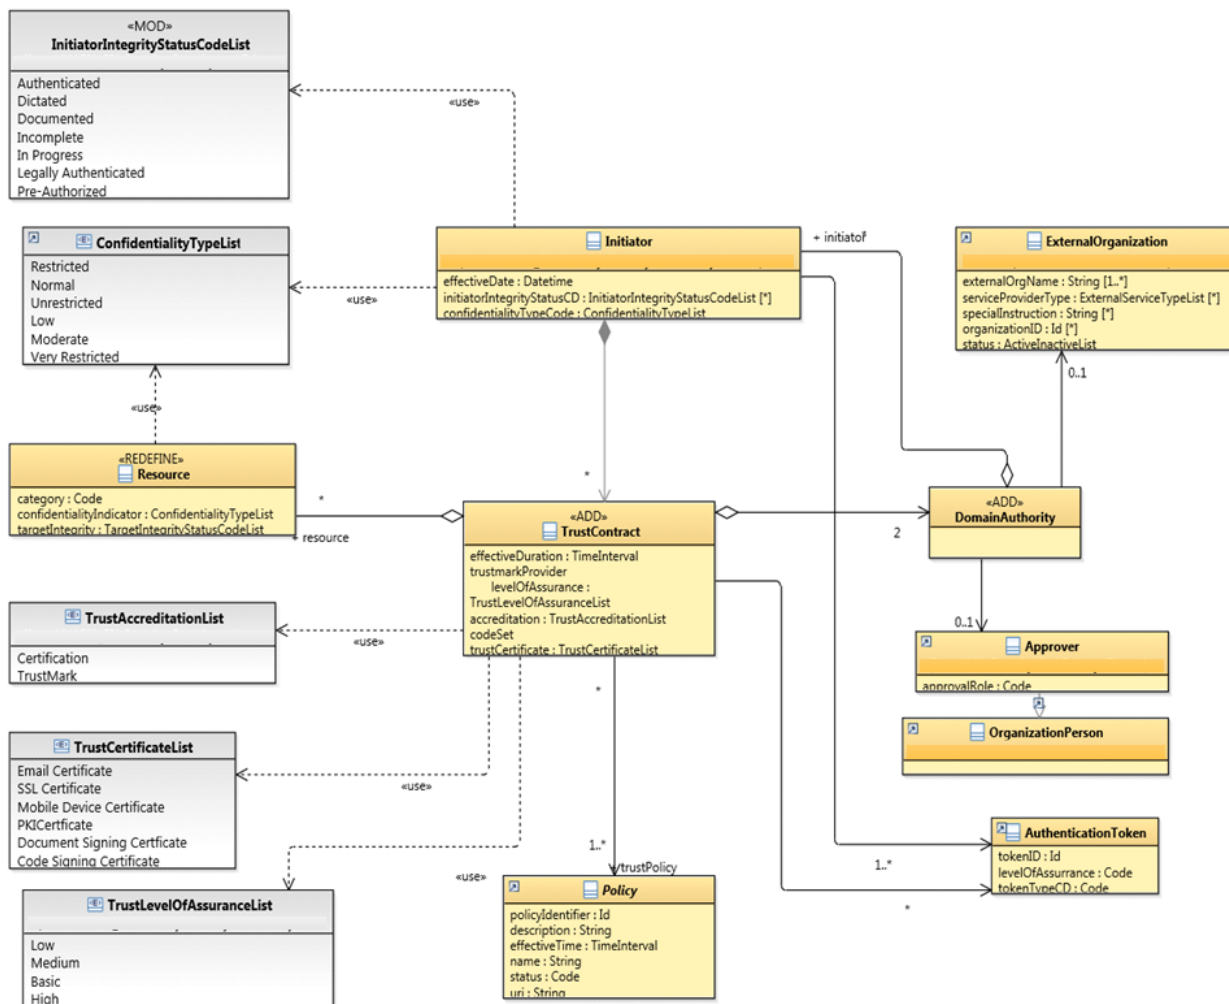 «MOD»
InitiatorIntegrityStatusCodeList
Authenticated
Dictated
Documented
Incomplete
In Progress
Legally Authenticated
Pre-Authorized
«use»
ConfidentialityTypeList
Restricted
Normal
Unrestricted
Low
Moderate
Very Restricted
«use»
«use»
Initiator
effectiveDate : Datetime
initiatorIntegrityStatusCD : InitiatorIntegrityStatusCodeList [*]
confidentialityTypeCode : ConfidentialityTypeList
+ initiator
*
ExternalOrganization
externalOrgName : String [1..*]
serviceProviderType : ExternalServiceTypeList [*]
specialInstruction : String [*]
organizationID : Id [*]
status : ActiveInactiveList
0..1
«REDEFINE»
Resource
category : Code
confidentialityIndicator : ConfidentialityTypeList
targetIntegrity : TargetIntegrityStatusCodeList
*
+ resource
*
«ADD»
TrustContract
effectiveDuration : TimeInterval
trustmarkProvider
levelOfAssurance :
TrustLevelOfAssuranceList
accreditation : TrustAccreditationList
codeSet
trustCertificate : TrustCertificateList
2
«ADD»
DomainAuthority
0..1
Approver
approvalRole : Code
OrganizationPerson
TrustAccreditationList
Certification
TrustMark
«use»
TrustCertificateList
Email Certificate
SSL Certificate
Mobile Device Certificate
PKICertficate
Document Signing Certficate
Code Signing Certificate
«use»
*
1..*
+trustPolicy
«use»
TrustLevelOfAssuranceList
Low
Medium
Basic
High
Policy
policyIdentifier : Id
description : String
effectiveTime : TimeInterval
name : String
status : Code
uri : String
AuthenticationToken
tokenID : Id
levelOfAssurrance : Code
tokenTypeCD : Code
1..*
*